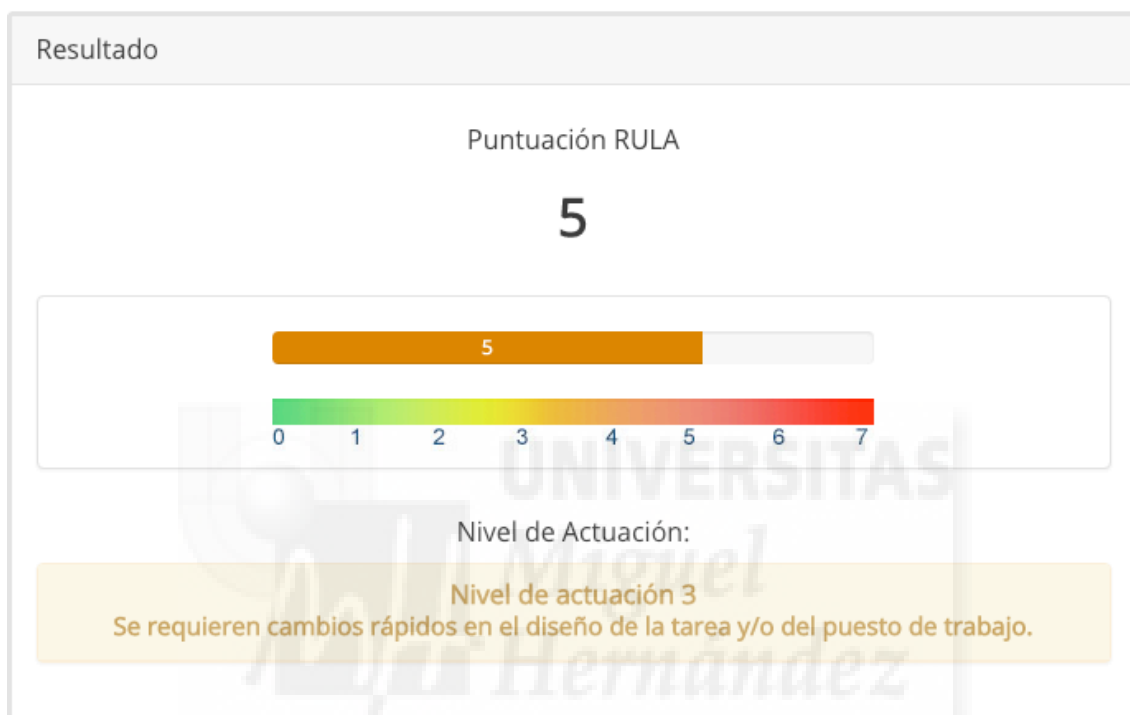 Resultado
Puntuación RULA
5
5
0 1 2 3 4 5 6 7
UNIVERSITAS
Nivel de Actuación:
Miguel
Nivel de actuación 3
Se requieren cambios rápidos en el diseño de la tarea y/o del puesto de trabajo.
Hernández